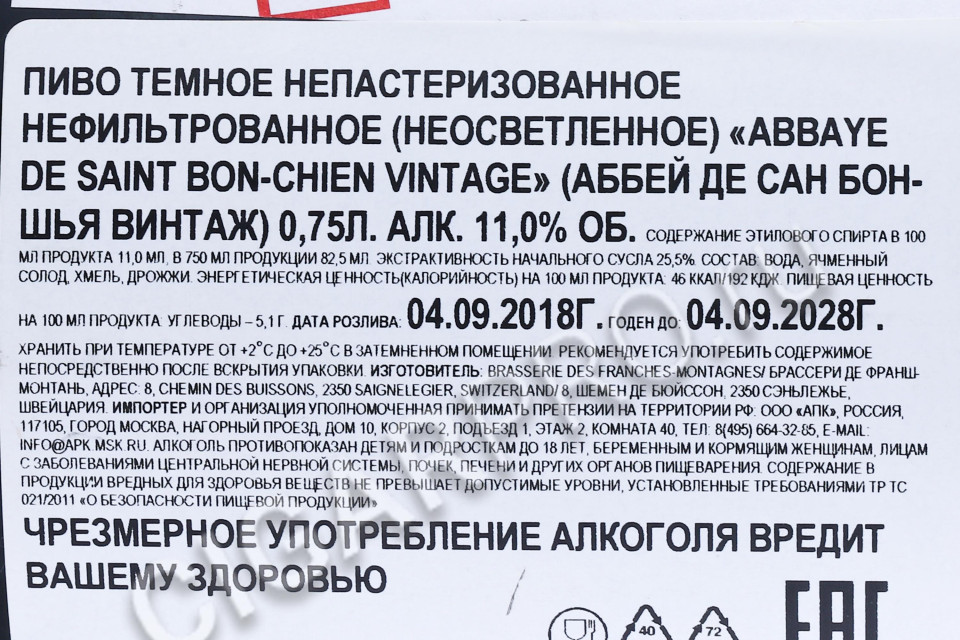 ПИВО ТЕМНОЕ НЕПАСТЕРИЗОВАННОЕ
НЕФИЛЬТРОВАННОЕ (НЕОСВЕТЛЕННОЕ) «ABBAYE
DE SAINT BON-CHIEN VINTAGE» (АББЕЙ ДЕ САН БОН-
ШЬЯ ВИНТАЖ) 0,75Л. АЛК. 11,0% ОБ. СОДЕРЖАНИЕ ЭТИЛОВОГО СПИРТА В 100
МЛ ПРОДУКТА 11,0 МЛ, В 750 МЛ ПРОДУКЦИИ 82,5 МЛ. ЭКСТРАКТИВНОСТЬ НАЧАЛЬНОГО СУСЛА 25,5%. СОСТАВ: ВОДА, ЯЧМЕННЫЙ
СОЛОД, ХМЕЛЬ, ДРОЖЖИ. ЭНЕРГЕТИЧЕСКАЯ ЦЕННОСТЬ(КАЛОРИЙНОСТЬ) НА 100 МЛ ПРОДУКТА: 46 ККАЛ/192 КДЖ. ПИЩЕВАЯ ЦЕННОСТЬ
НА 100 МЛ ПРОДУКТА: УГЛЕВОДЫ – 5,1 Г. ДАТА РОЗЛИВА: 04.09.2018Г. ГОДЕН ДО: 04.09.2028Г.
ХРАНИТЬ ПРИ ТЕМПЕРАТУРЕ ОТ +2°С ДО +25°С В ЗАТЕМНЕННОМ ПОМЕЩЕНИИ. РЕКОМЕНДУЕТСЯ УПОТРЕБИТЬ СОДЕРЖИМОЕ
НЕПОСРЕДСТВЕННО ПОСЛЕ ВСКРЫТИЯ УПАКОВКИ. ИЗГОТОВИТЕЛЬ: BRASSERIE DES FRANCHES-MONTAGNES/ БРАССЕРИ ДЕ ФРАНШ-
МОНТАНЬ, АДРЕС: 8, CHEMIN DES BUISSONS, 2350 SAIGNELEGIER, SWITZERLAND/ 8, ШЕМЕН ДЕ БЮИССОН, 2350 СЭНЬЛЕЖЬЕ,
ШВЕЙЦАРИЯ. ИМПОРТЕР И ОРГАНИЗАЦИЯ УПОЛНОМОЧЕННАЯ ПРИНИМАТЬ ПРЕТЕНЗИИ НА ТЕРРИТОРИИ РФ: ООО «АПК», РОССИЯ,
117105, ГОРОД МОСКВА, НАГОРНЫЙ ПРОЕЗД, ДОМ 10, КОРПУС 2, ПОДЪЕЗД 1, ЭТАЖ 2, КОМНАТА 40, ТЕЛ: 8(495) 664-32-85, E-MAIL:
INFO@APK.MSK.RU. АЛКОГОЛЬ ПРОТИВОПОКАЗАН ДЕТЯМ И ПОДРОСТКАМ ДО 18 ЛЕТ, БЕРЕМЕННЫМ И КОРМЯЩИМ ЖЕНЩИНАМ, ЛИЦАМ
С ЗАБОЛЕВАНИЯМИ ЦЕНТРАЛЬНОЙ НЕРВНОЙ СИСТЕМЫ, ПОЧЕК, ПЕЧЕНИ И ДРУГИХ ОРГАНОВ ПИЩЕВАРЕНИЯ. СОДЕРЖАНИЕ В
ПРОДУКЦИИ ВРЕДНЫХ ДЛЯ ЗДОРОВЬЯ ВЕЩЕСТВ НЕ ПРЕВЫШАЕТ ДОПУСТИМЫЕ УРОВНИ, УСТАНОВЛЕННЫЕ ТРЕБОВАНИЯМИ ТР ТС
021/2011 «О БЕЗОПАСНОСТИ ПИЩЕВОЙ ПРОДУКЦИИ»
ЧРЕЗМЕРНОЕ УПОТРЕБЛЕНИЕ АЛКОГОЛЯ ВРЕДИТ
ВАШЕМУ ЗДОРОВЬЮ
40 72 EAC
CIGARPRO.ru